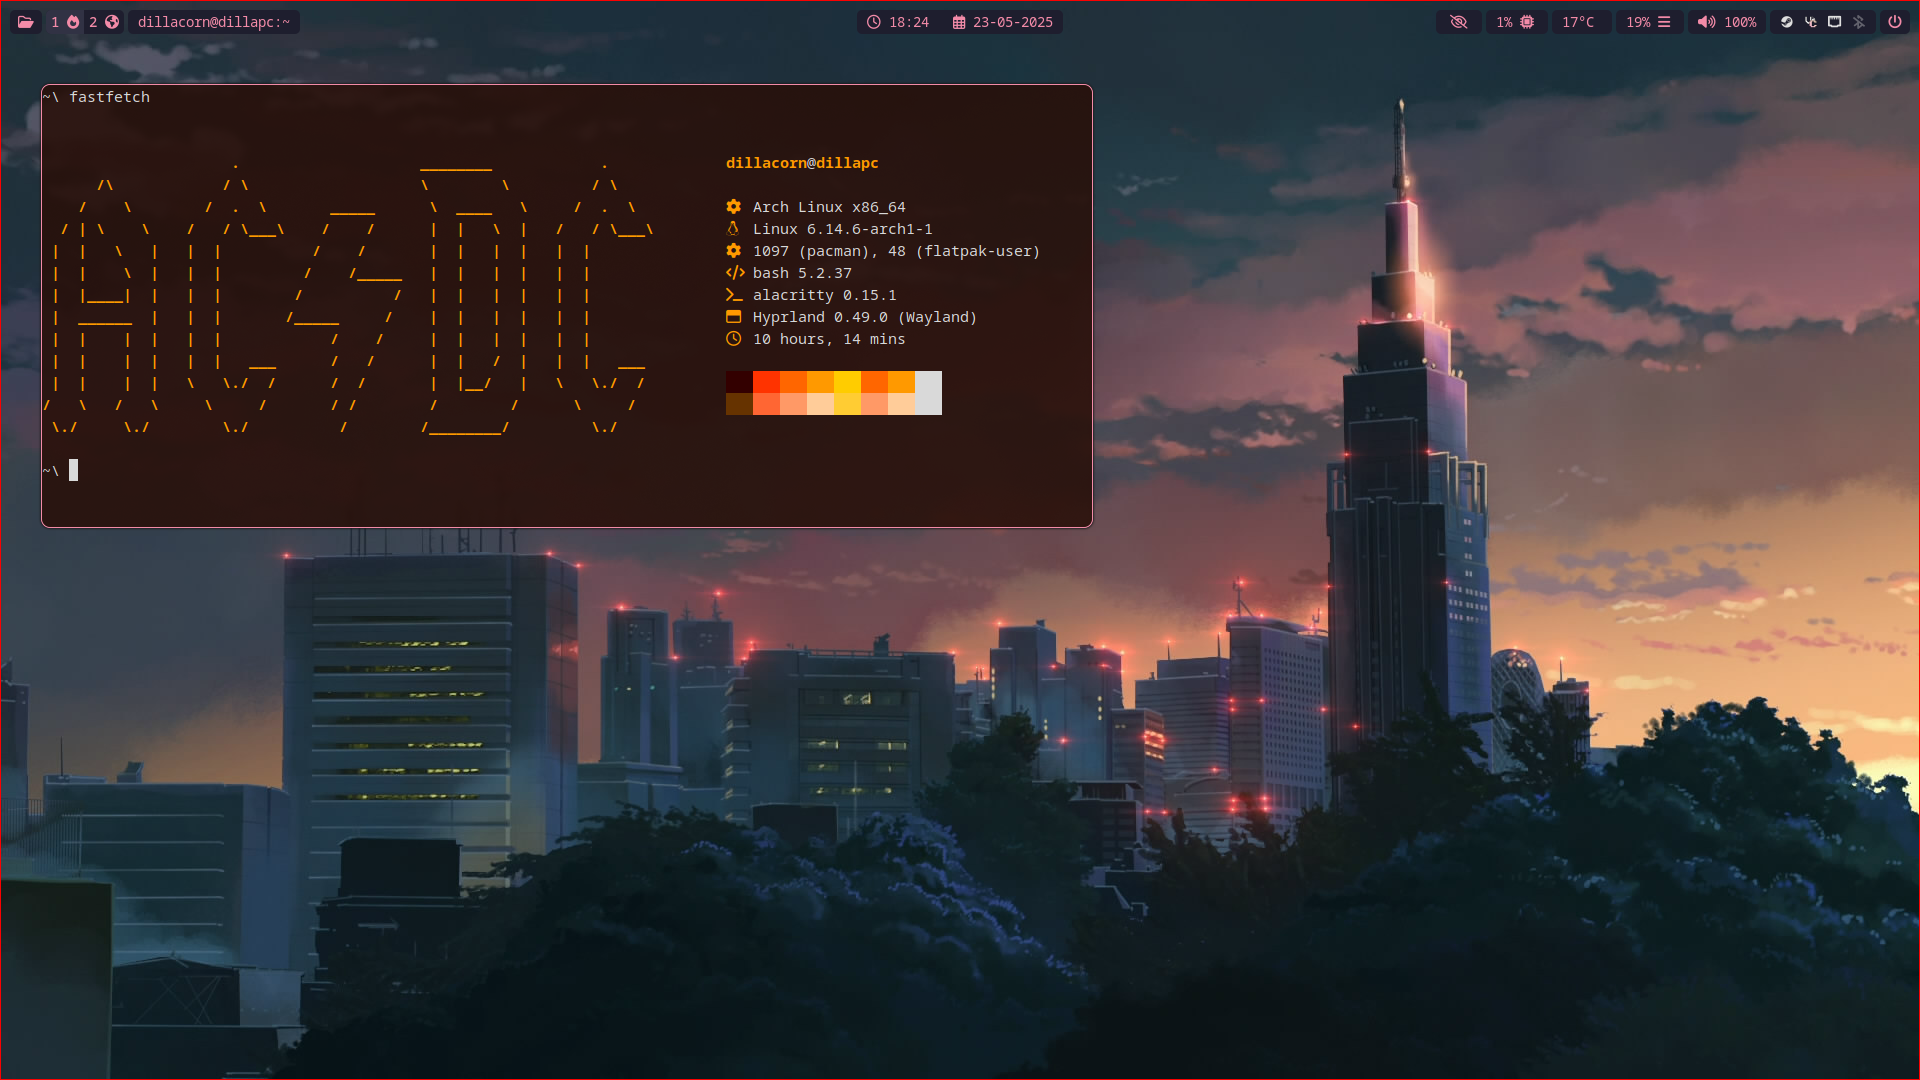 1 2 dillacorn@dillapc:~ 18:24 23-05-2025 1% 17°C 19% 100%
~\ fastfetch
AC/DC
dillacorn@dillapc
Arch Linux x86_64
Linux 6.14.6-arch1-1
1097 (pacman), 48 (flatpak-user)
bash 5.2.37
alacritty 0.15.1
Hyprland 0.49.0 (Wayland)
10 hours, 14 mins
~\